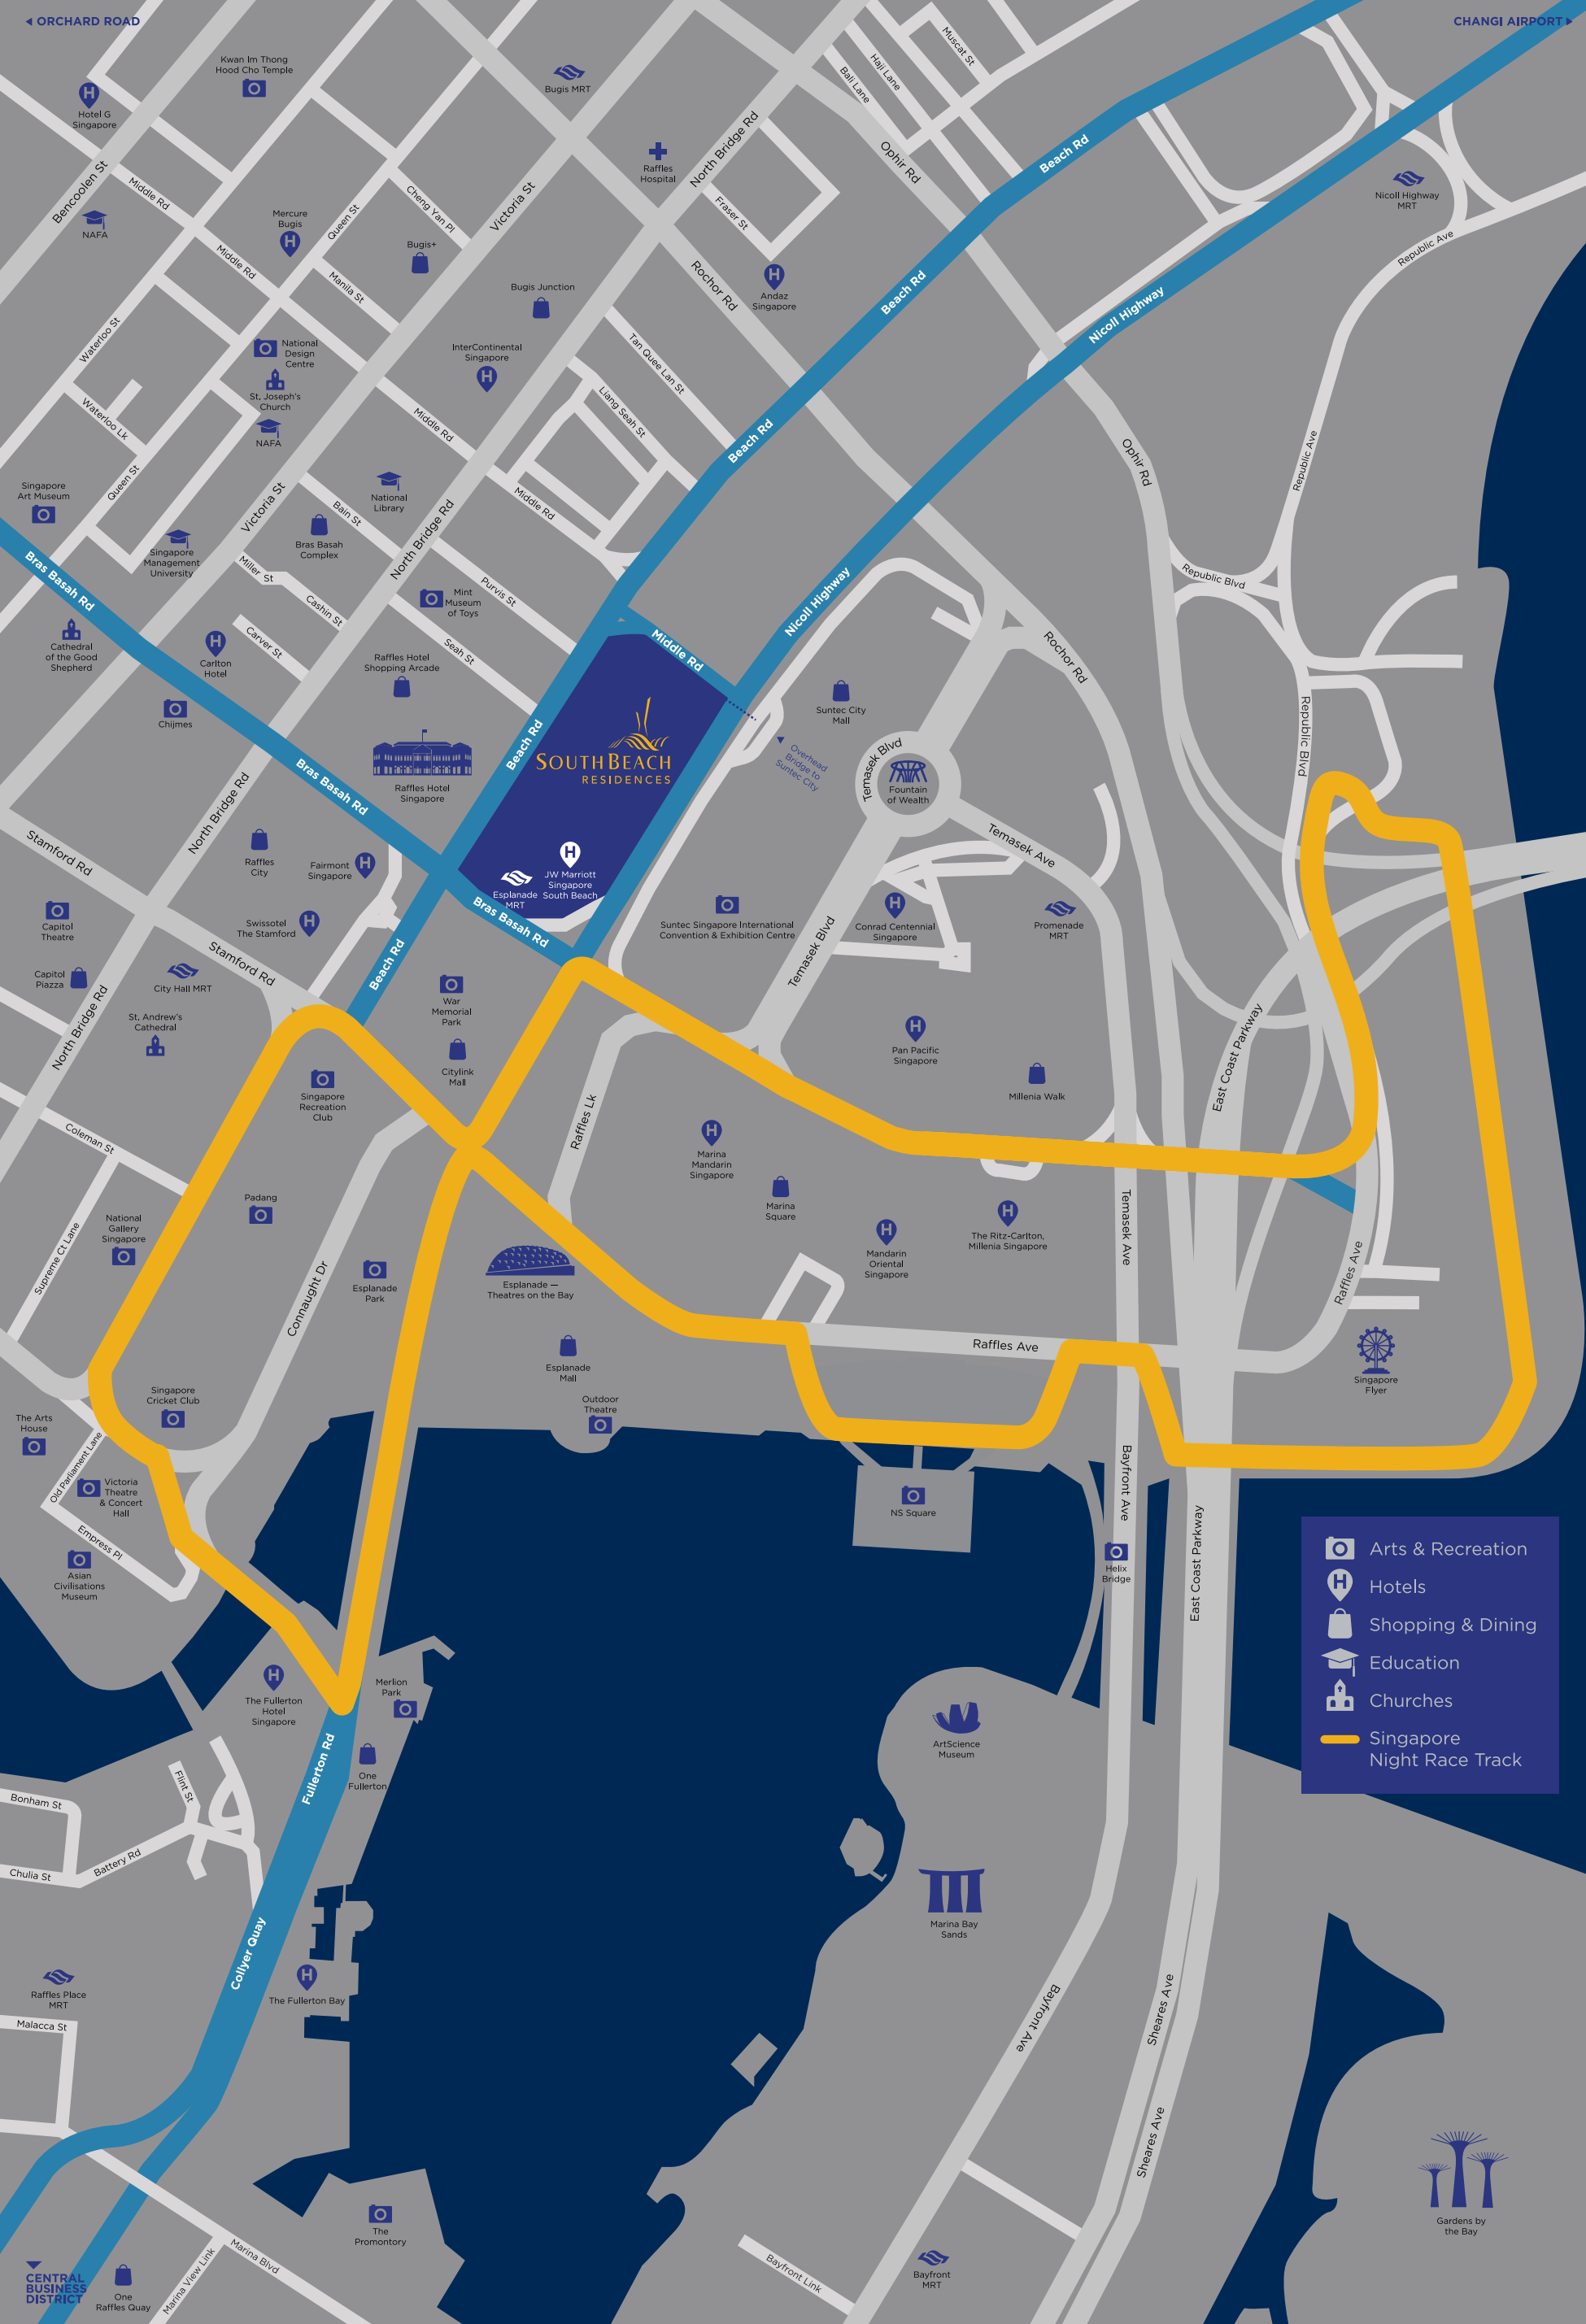 ORCHARD ROAD
CHANGI AIRPORT
Kwan Im Thong
Hood Cho Temple
Bugis MRT
Muscat St
Haji Lane
Bali Lane
Hotel G
Singapore
Bencoolen St
Middle Rd
NAFA
Mercure
Bugis
Queen St
Cheng Yan Pl
Victoria St
Raffles
Hospital
North Bridge Rd
Ophir Rd
Beach Rd
Nicoll Highway
MRT
Republic Ave
Fraser St
Middle Rd
Manila St
Bugis+
Bugis Junction
Rochor Rd
Andaz
Singapore
Beach Rd
Nicoll Highway
Waterloo St
National
Design
Centre
InterContinental
Singapore
Tan Quee Lan St
St, Joseph's
Church
Liang Seah St
Waterloo Lk
NAFA
Middle Rd
Beach Rd
Ophir Rd
Republic Ave
Queen St
Singapore
Art Museum
Victoria St
National
Library
Middle Rd
Bain St
Bras Basah
Complex
North Bridge Rd
Singapore
Management
University
Miller St
Bras Basah Rd
Cashin St
Mint
Museum
of Toys
Purvis St
Nicoll Highway
Republic Blvd
Cathedral
of the Good
Shepherd
Carver St
Carlton
Hotel
Seah St
Raffles Hotel
Shopping Arcade
Middle Rd
Rochor Rd
Chijmes
Beach Rd
SOUTHBEACH
RESIDENCES
Suntec City
Mall
Republic Blvd
Overhead
Bridge to
Suntec City
Temasek Blvd
Fountain
of Wealth
Raffles Hotel
Singapore
Bras Basah Rd
North Bridge Rd
Temasek Ave
Stamford Rd
Raffles
City
Fairmont
Singapore
JW Marriott
Singapore
South Beach
Esplanade
MRT
Bras Basah Rd
Capitol
Theatre
Swissotel
The Stamford
Suntec Singapore International
Convention & Exhibition Centre
Temasek Blvd
Conrad Centennial
Singapore
Promenade
MRT
Stamford Rd
Beach Rd
Capitol
Piazza
City Hall MRT
War
Memorial
Park
North Bridge Rd
St, Andrew's
Cathedral
Pan Pacific
Singapore
East Coast Parkway
Citylink
Mall
Singapore
Recreation
Club
Millenia Walk
Raffles Lk
Coleman St
Marina
Mandarin
Singapore
Padang
Marina
Square
National
Gallery
Singapore
Supreme Ct Lane
Temasek Ave
The Ritz-Carlton,
Millenia Singapore
Mandarin
Oriental
Singapore
Connaught Dr
Esplanade
Park
Esplanade —
Theatres on the Bay
Raffles Ave
Raffles Ave
Esplanade
Mall
Singapore
Flyer
Singapore
Cricket Club
Outdoor
Theatre
The Arts
House
Old Parliament Lane
Victoria
Theatre
& Concert
Hall
NS Square
Bayfront Ave
Empress Pl
Asian
Civilisations
Museum
Helix
Bridge
East Coast Parkway
Arts & Recreation
Hotels
Shopping & Dining
Education
Churches
Singapore
Night Race Track
Merlion
Park
The Fullerton
Hotel
Singapore
Fullerton Rd
One
Fullerton
ArtScience
Museum
Flint St
Bonham St
Battery Rd
Chulia St
Collyer Quay
Marina Bay
Sands
Raffles Place
MRT
The Fullerton Bay
Malacca St
Bayfront Ave
Sheares Ave
Sheares Ave
The
Promontory
Gardens by
the Bay
Marina Blvd
Marina View Link
Bayfront Link
Bayfront
MRT
CENTRAL
BUSINESS
DISTRICT
One
Raffles Quay